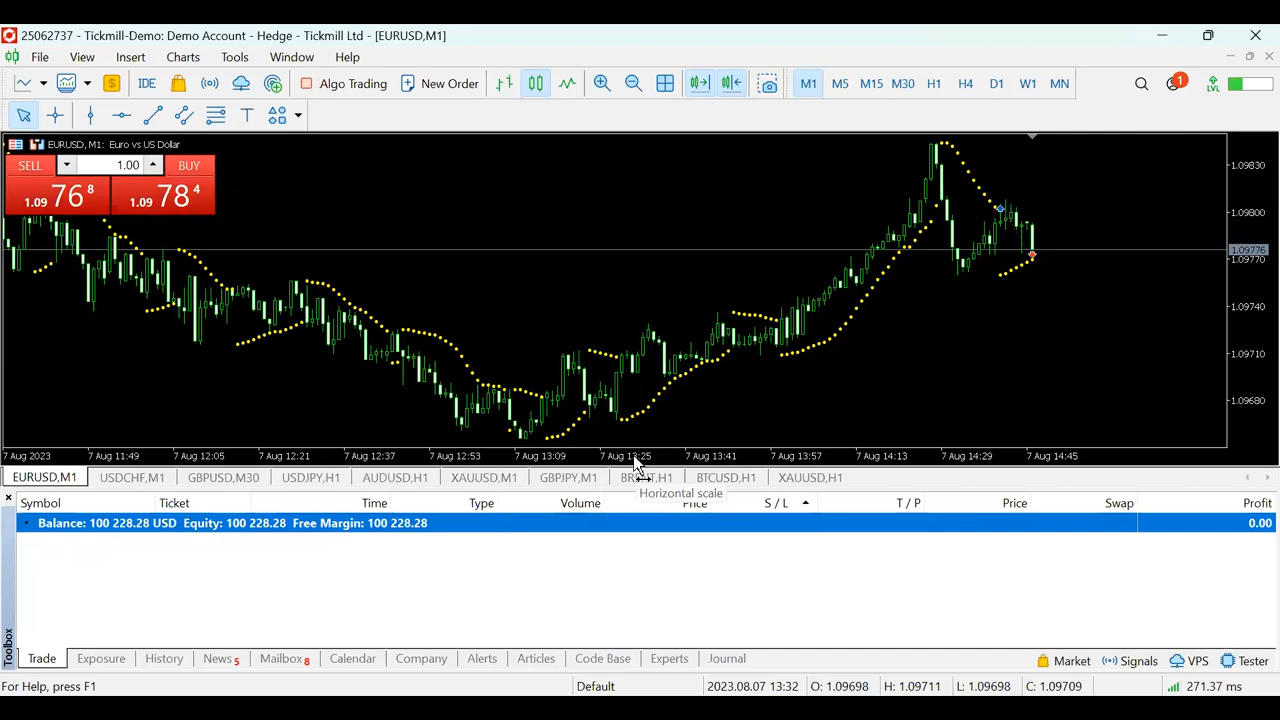 25062737 - Tickmill-Demo: Demo Account - Hedge - Tickmill Ltd - [EURUSD,M1]
File View Insert Charts Tools Window Help
IDE Algo Trading New Order M1 M5 M15 M30 H1 H4 D1 W1 MN 1 LVL
T
EURUSD, M1: Euro vs US Dollar
SELL 1.00 BUY
1.09 76 8 1.09 78 4
1.09830
1.09800
1.09776
1.09770
1.09740
1.09710
1.09680
7 Aug 2023 7 Aug 11:49 7 Aug 12:05 7 Aug 12:21 7 Aug 12:37 7 Aug 12:53 7 Aug 13:09 7 Aug 13:25 7 Aug 13:41 7 Aug 13:57 7 Aug 14:13 7 Aug 14:29 7 Aug 14:45
EURUSD,M1 USDCHF,M1 GBPUSD,M30 USDJPY,H1 AUDUSD,H1 XAUUSD,M1 GBPJPY,M1 H1 BTCUSD,H1 XAUUSD,H1
Horizontal scale
Symbol Ticket Time Type Volume Price S / L T / P Price Swap Profit
Balance: 100 228.28 USD Equity: 100 228.28 Free Margin: 100 228.28 0.00
Toolbox
Trade Exposure History News 5 Mailbox 8 Calendar Company Alerts Articles Code Base Experts Journal Market Signals VPS Tester
For Help, press F1 Default 2023.08.07 13:32 O: 1.09698 H: 1.09711 L: 1.09698 C: 1.09709 271.37 ms